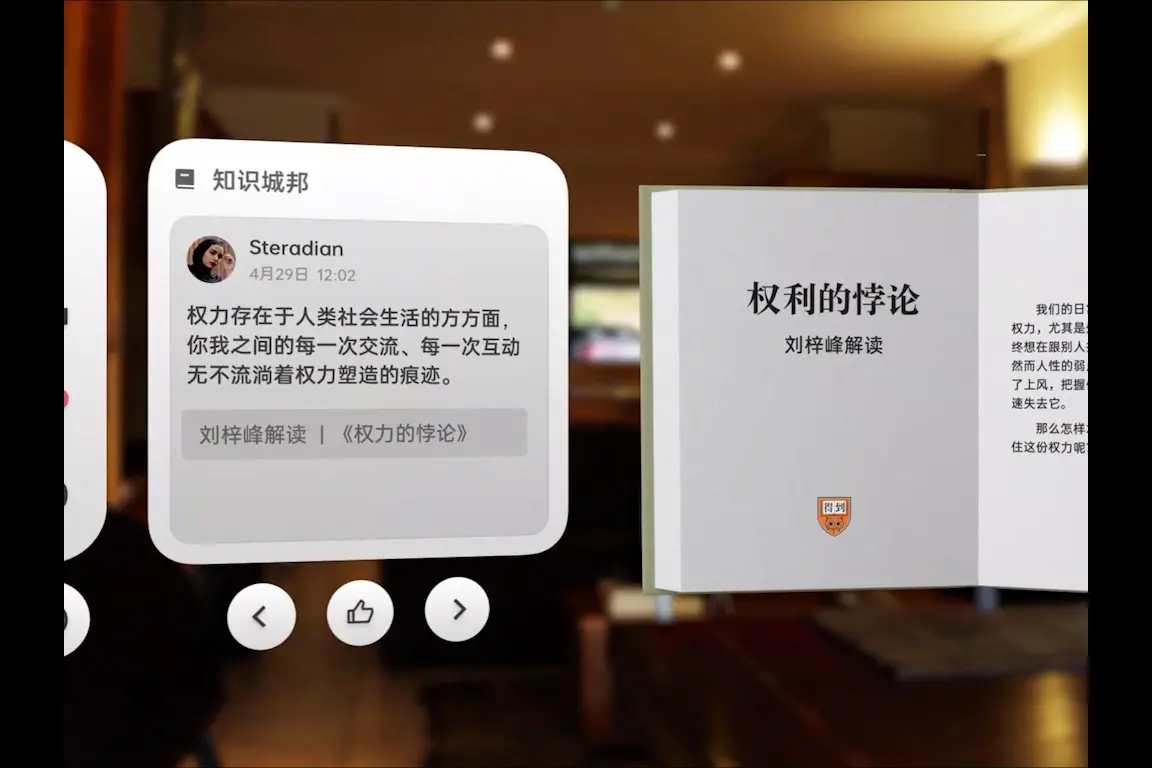 知识城邦
Steradian
4月29日 12:02
权力存在于人类社会生活的方方面，
你我之间的每一次交流、每一次互动
无不流淌着权力塑造的痕迹。
刘梓峰解读 | 《权力的悖论》
权利的悖论
刘梓峰解读
得到
我们的日
权力，尤其是
终想在跟别人
然而人性的弱
了上风，把握
速失去它。
那么怎样
住这份权力呢